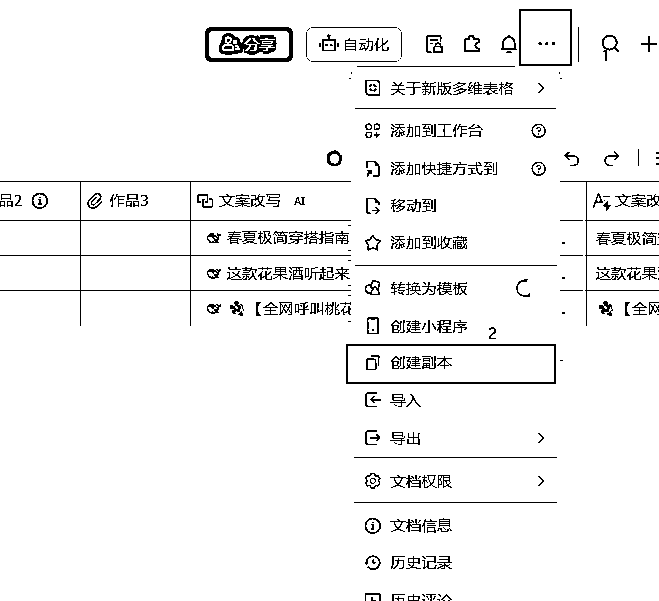 分享
自动化
关于新版多维表格
添加到工作台
添加快捷方式到
品2
作品3
文案改写 AI
文案改
移动到
春夏极简穿搭指南
春夏极简
添加到收藏
这款花果酒听起来
这款花果
转换为模板
【全网呼叫桃花
【全网
创建小程序
2
创建副本
导入
导出
文档权限
文档信息
历史记录
历史评论